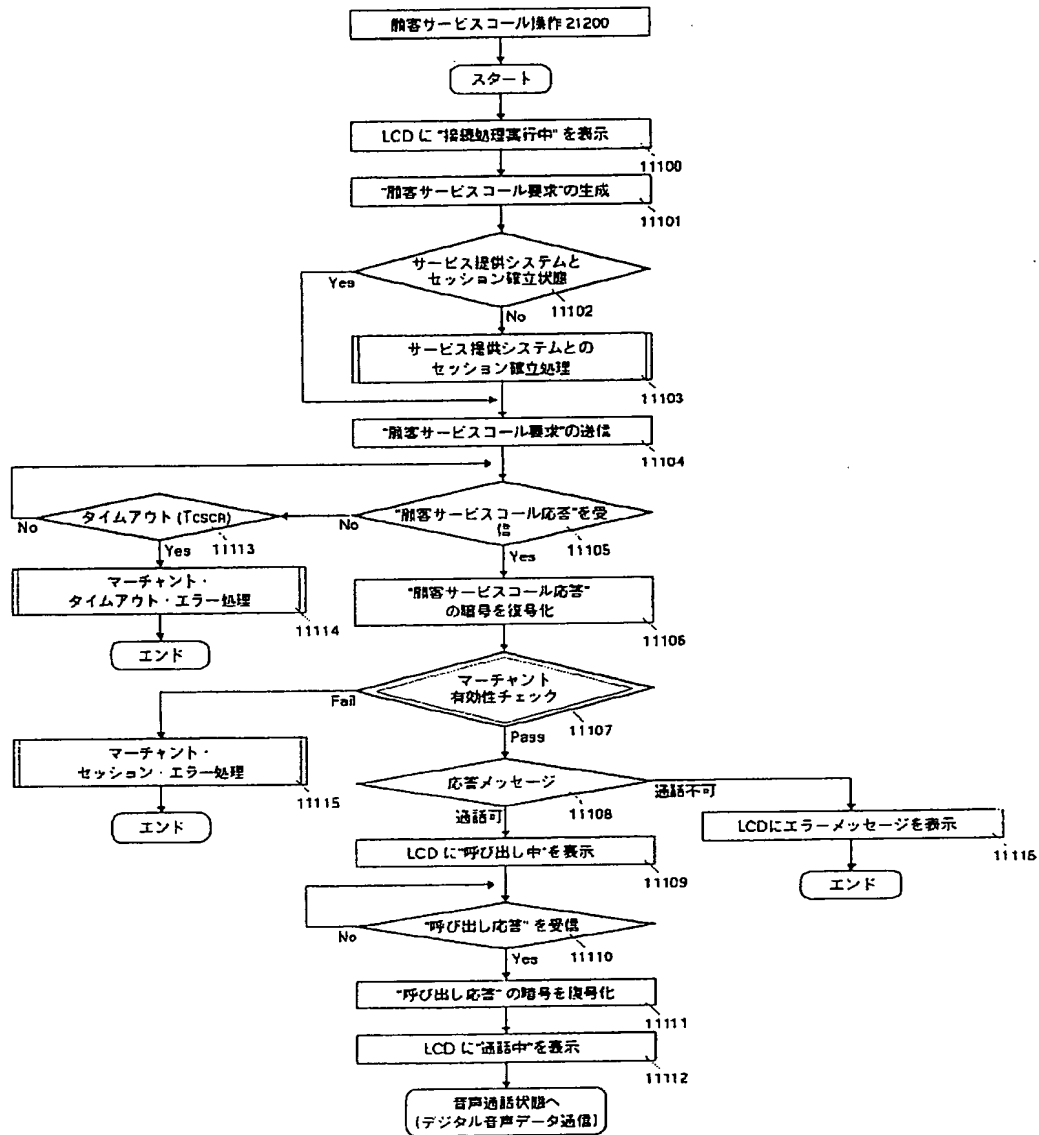 顧客サービスコール操作 21200
スタート
LCD に "接続処理実行中" を表示
11100
"顧客サービスコール要求"の生成
11101
サービス提供システムと
セッション確立状態
Yes
11102
No
サービス提供システムとの
セッション確立処理
11103
"顧客サービスコール要求"の送信
11104
タイムアウト (TCSCR)
No
11113
Yes
"顧客サービスコール応答"を受
信
No
11105
Yes
マーチャント・
タイムアウト・エラー処理
11114
エンド
"顧客サービスコール応答"
の暗号を復号化
11106
マーチャント
有効性チェック
Fail
11107
Pass
マーチャント・
セッション・エラー処理
11115
エンド
応答メッセージ
11108
通話可
通話不可
LCDにエラーメッセージを表示
11116
エンド
LCD に"呼び出し中"を表示
11109
"呼び出し応答" を受信
No
11110
Yes
"呼び出し応答" の暗号を復号化
11111
LCD に"通話中"を表示
11112
音声通話状態へ
(デジタル音声データ通信)